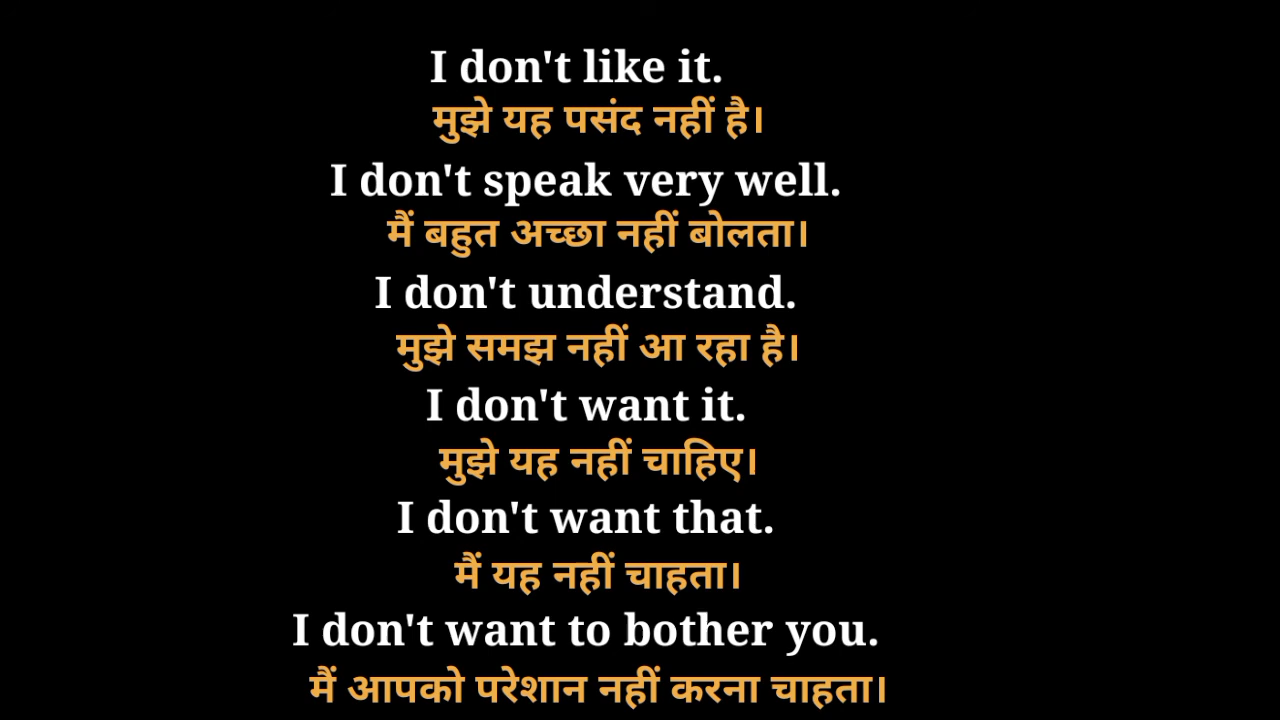 I don't like it.
मुझे यह पसंद नहीं है।
I don't speak very well.
मैं बहुत अच्छा नहीं बोलता।
I don't understand.
मुझे समझ नहीं आ रहा है।
I don't want it.
मुझे यह नहीं चाहिए।
I don't want that.
मैं यह नहीं चाहता।
I don't want to bother you.
मैं आपको परेशान नहीं करना चाहता।